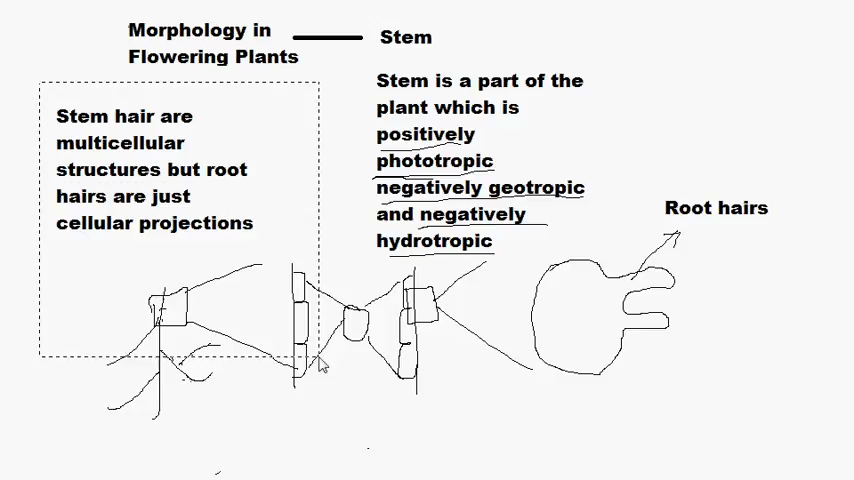 Morphology in
Flowering Plants
Stem
Stem is a part of the
plant which is
positively
phototropic
negatively geotropic
and negatively
hydrotropic
Stem hair are
multicellular
structures but root
hairs are just
cellular projections
Root hairs